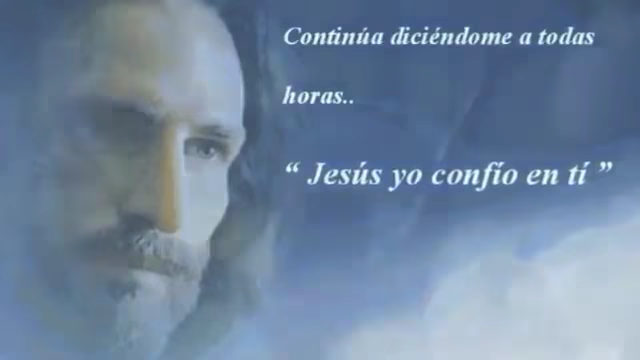 Continúa diciéndome a todas
horas..
“ Jesús yo confío en tí ”